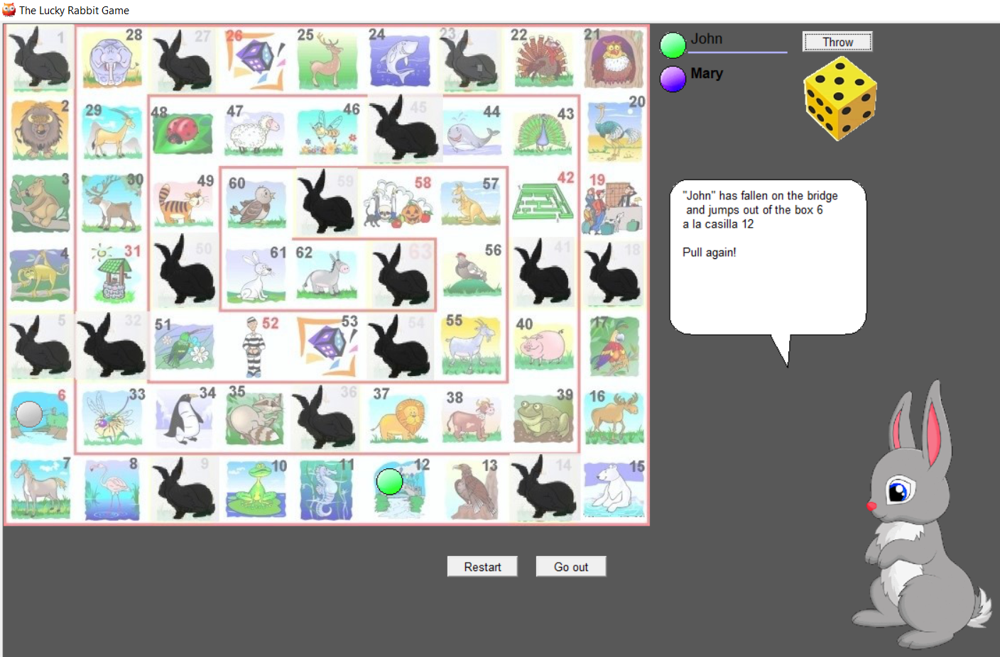 The Lucky Rabbit Game
1 28 27 26 25 24 23 22 21
John
Throw
Mary
2 29 48 47 46 45 44 43 20
3 30 49 60 59 58 57 42 19
"John" has fallen on the bridge
and jumps out of the box 6
a la casilla 12
Pull again!
4 31 50 61 62 63 56 41 18
5 32 51 52 53 54 55 40 17
6 33 34 35 36 37 38 39 16
7 8 9 10 11 12 13 14 15
Restart Go out